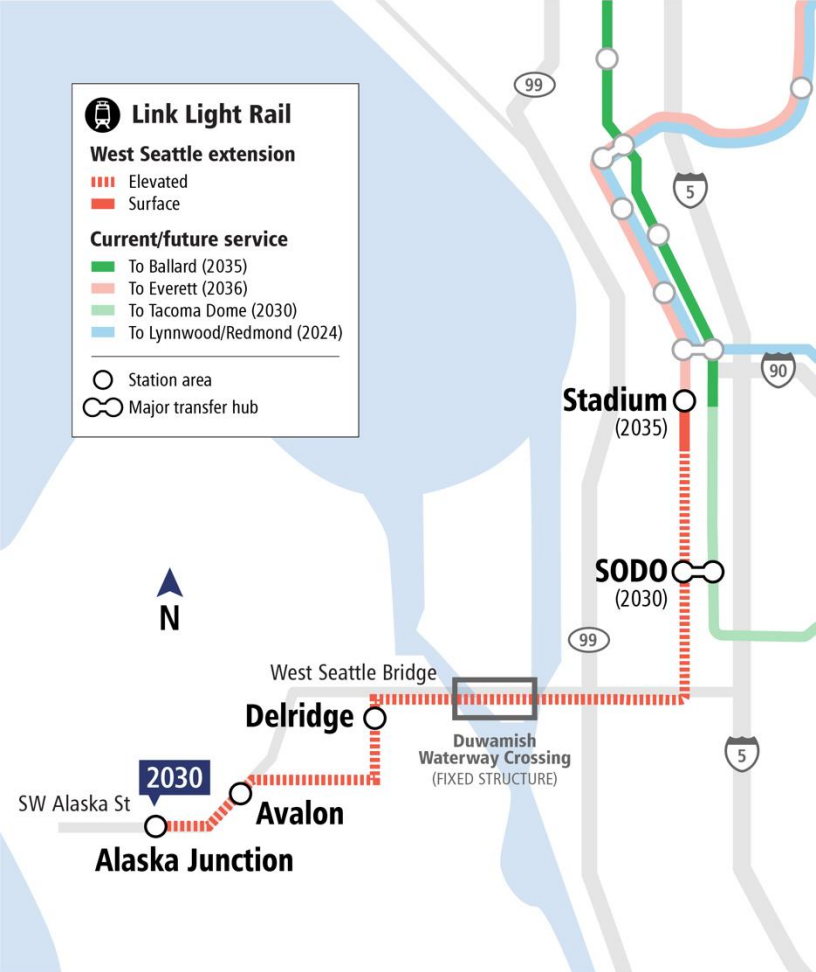 Link Light Rail
West Seattle extension
Elevated
Surface
Current/future service
To Ballard (2035)
To Everett (2036)
To Tacoma Dome (2030)
To Lynnwood/Redmond (2024)
Station area
Major transfer hub
99
5
90
Stadium
(2035)
SODO
(2030)
N
99
West Seattle Bridge
Delridge
Duwamish
Waterway Crossing
(FIXED STRUCTURE)
5
2030
SW Alaska St
Avalon
Alaska Junction